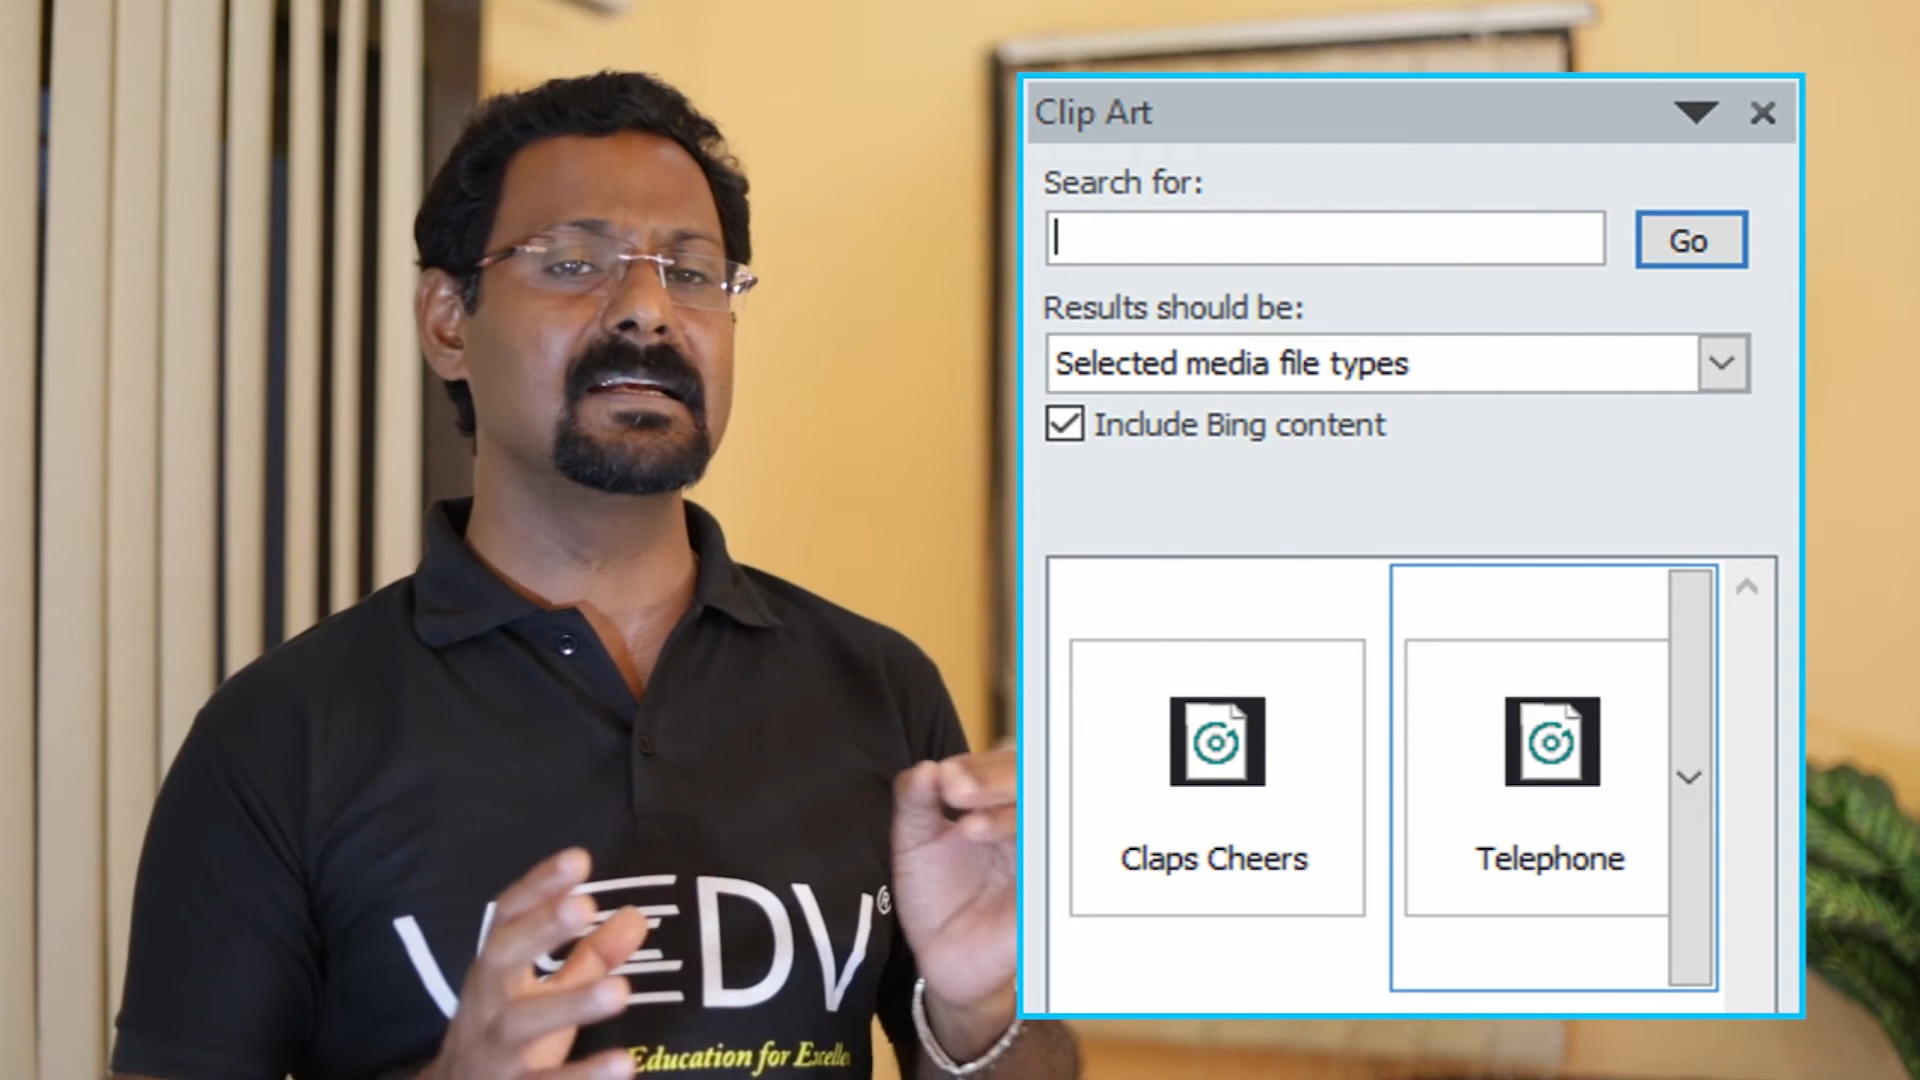 Clip Art
Search for:
Go
Results should be:
Selected media file types
Include Bing content
Claps Cheers
Telephone
DV®
Education for